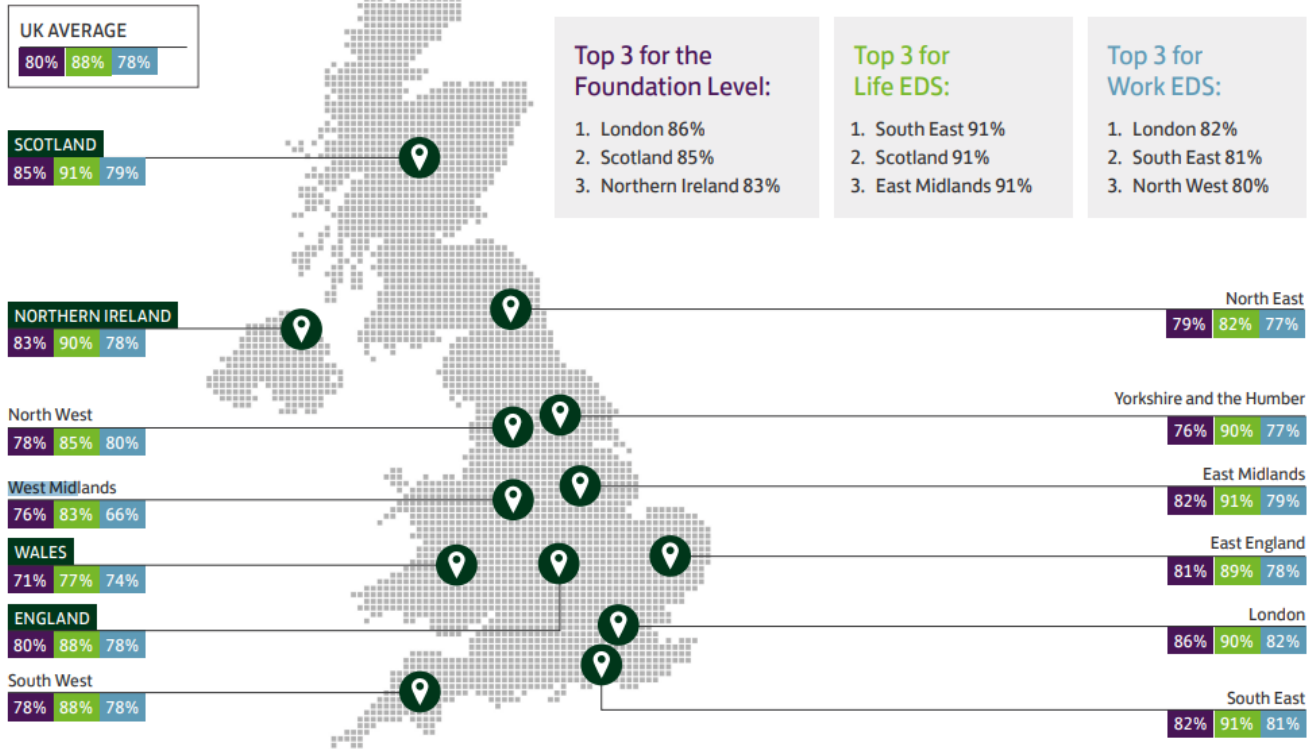 UK AVERAGE
80% 88% 78%
Top 3 for the
Foundation Level:
1. London 86%
2. Scotland 85%
3. Northern Ireland 83%
Top 3 for
Life EDS:
1. South East 91%
2. Scotland 91%
3. East Midlands 91%
Top 3 for
Work EDS:
1. London 82%
2. South East 81%
3. North West 80%
SCOTLAND
85% 91% 79%
NORTHERN IRELAND
83% 90% 78%
North West
78% 85% 80%
West Midlands
76% 83% 66%
WALES
71% 77% 74%
ENGLAND
80% 88% 78%
South West
78% 88% 78%
North East
79% 82% 77%
Yorkshire and the Humber
76% 90% 77%
East Midlands
82% 91% 79%
East England
81% 89% 78%
London
86% 90% 82%
South East
82% 91% 81%